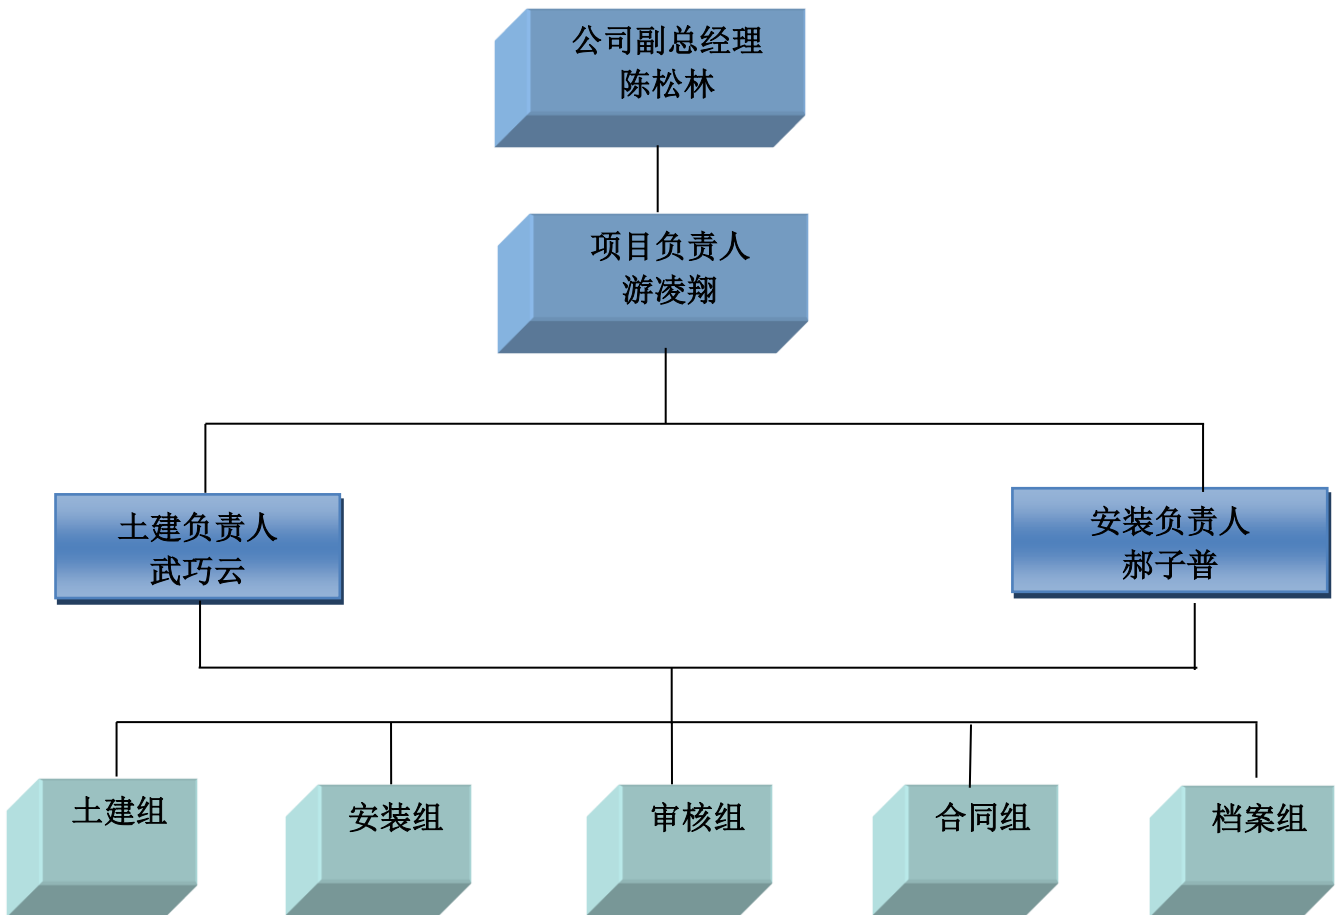 公司副总经理
陈松林
项目负责人
游凌翔
土建负责人
武巧云
安装负责人
郝子普
土建组
安装组
审核组
合同组
档案组